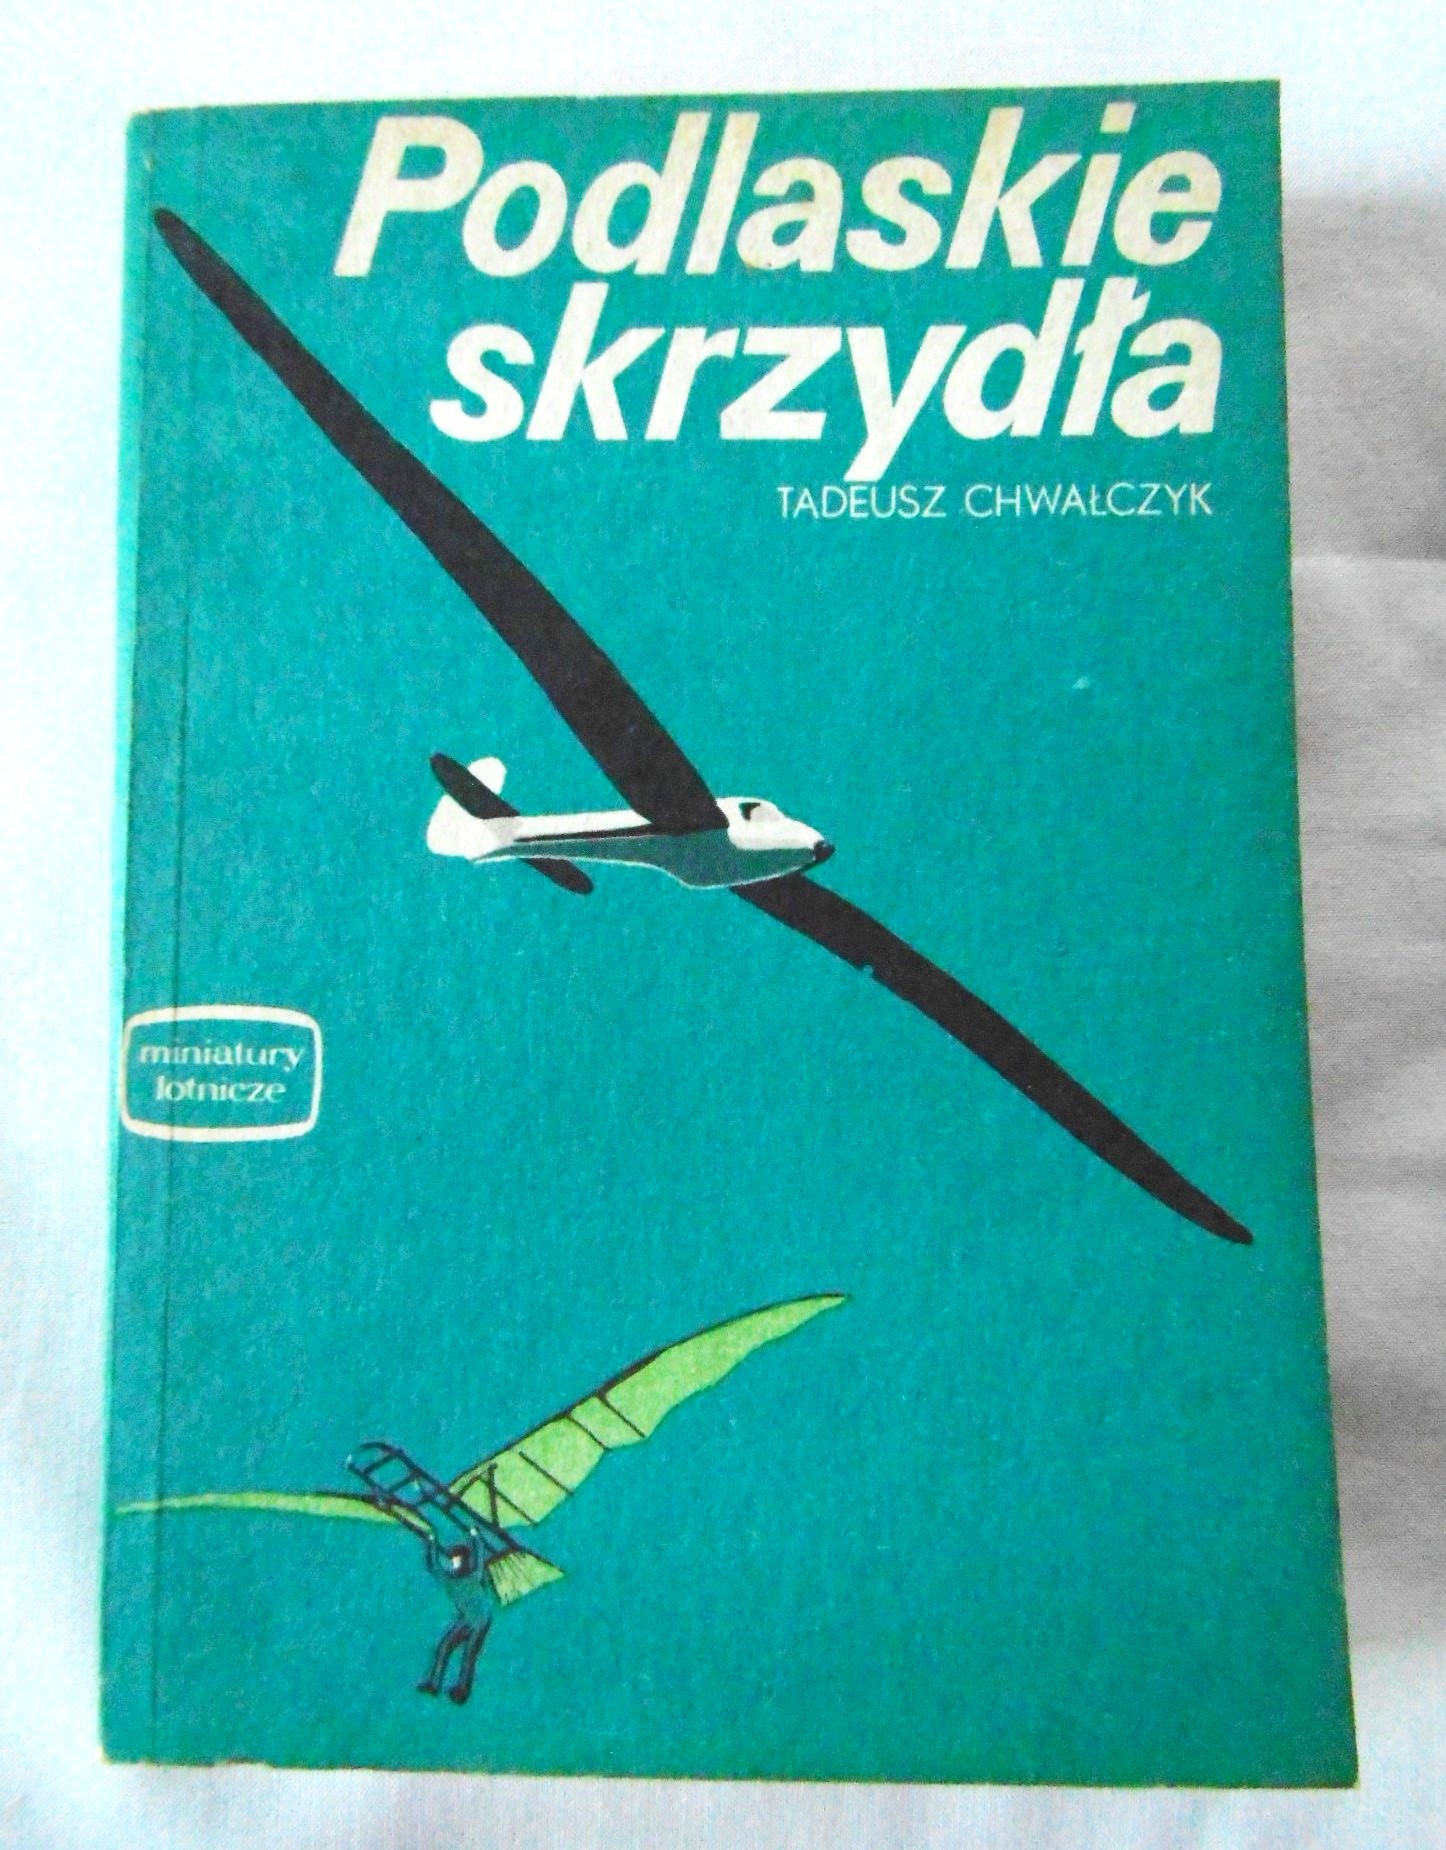 Podlaskie
skrzydła
TADEUSZ CHWAŁCZYK
miniatury
lotnicze